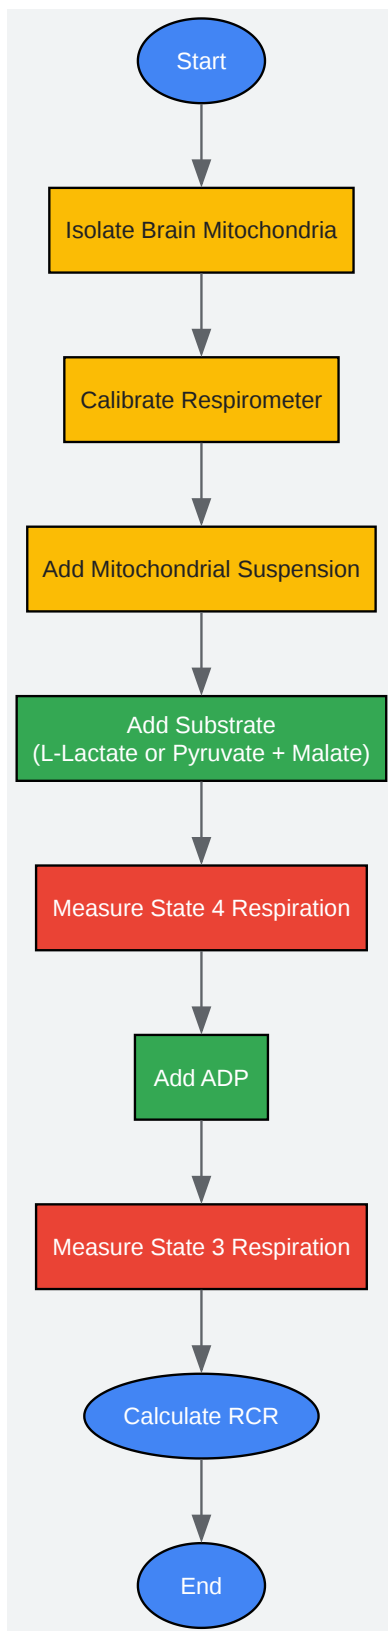 Start
Isolate Brain Mitochondria
Calibrate Respirometer
Add Mitochondrial Suspension
Add Substrate
(L-Lactate or Pyruvate + Malate)
Measure State 4 Respiration
Add ADP
Measure State 3 Respiration
Calculate RCR
End